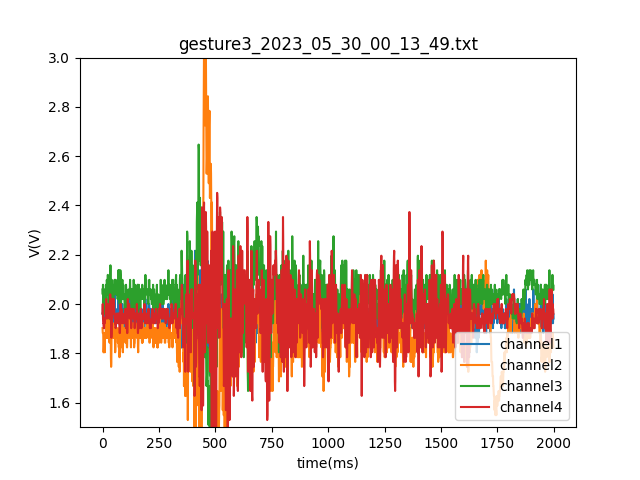 gesture3_2023_05_30_00_13_49.txt
V(V)
3.0
2.8
2.6
2.4
2.2
2.0
1.8
1.6
channel1
channel2
channel3
channel4
0 250 500 750 1000 1250 1500 1750 2000
time(ms)